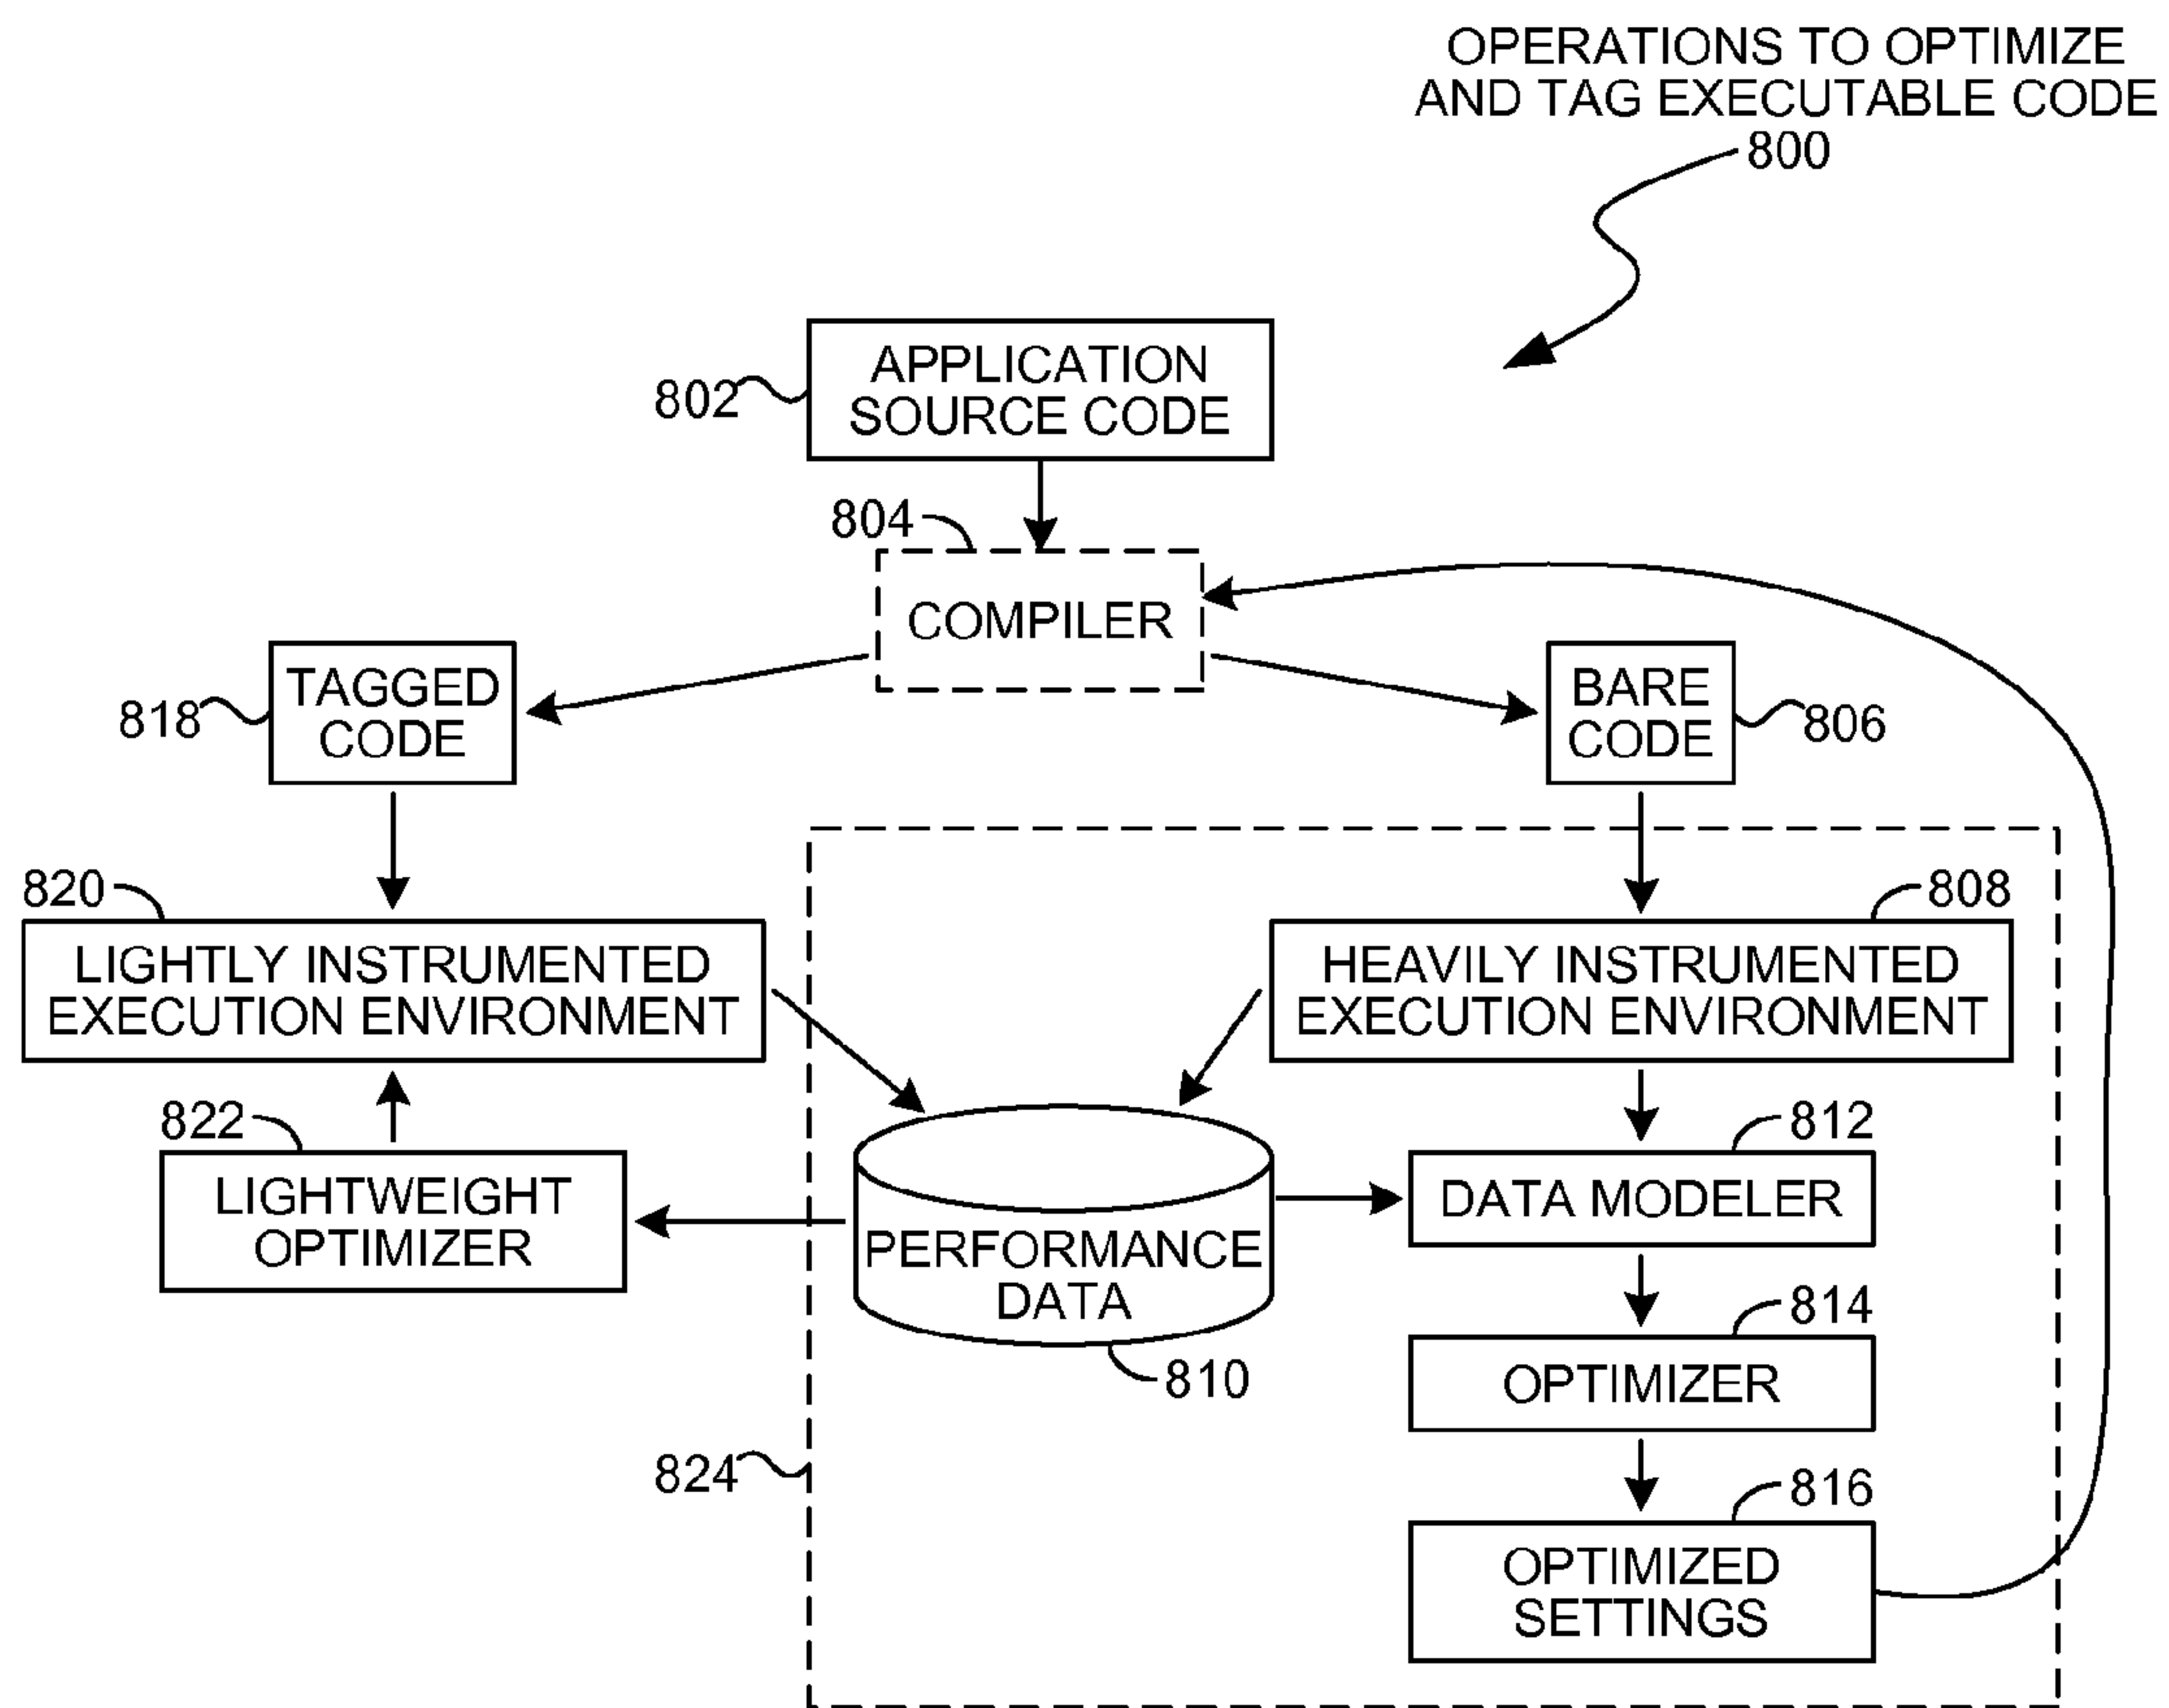 OPERATIONS TO OPTIMIZE
AND TAG EXECUTABLE CODE
800
APPLICATION
SOURCE CODE
802
804
COMPILER
TAGGED
CODE
818
BARE
CODE
806
820
LIGHTLY INSTRUMENTED
EXECUTION ENVIRONMENT
808
HEAVILY INSTRUMENTED
EXECUTION ENVIRONMENT
822
LIGHTWEIGHT
OPTIMIZER
PERFORMANCE
DATA
810
812
DATA MODELER
814
OPTIMIZER
824
816
OPTIMIZED
SETTINGS